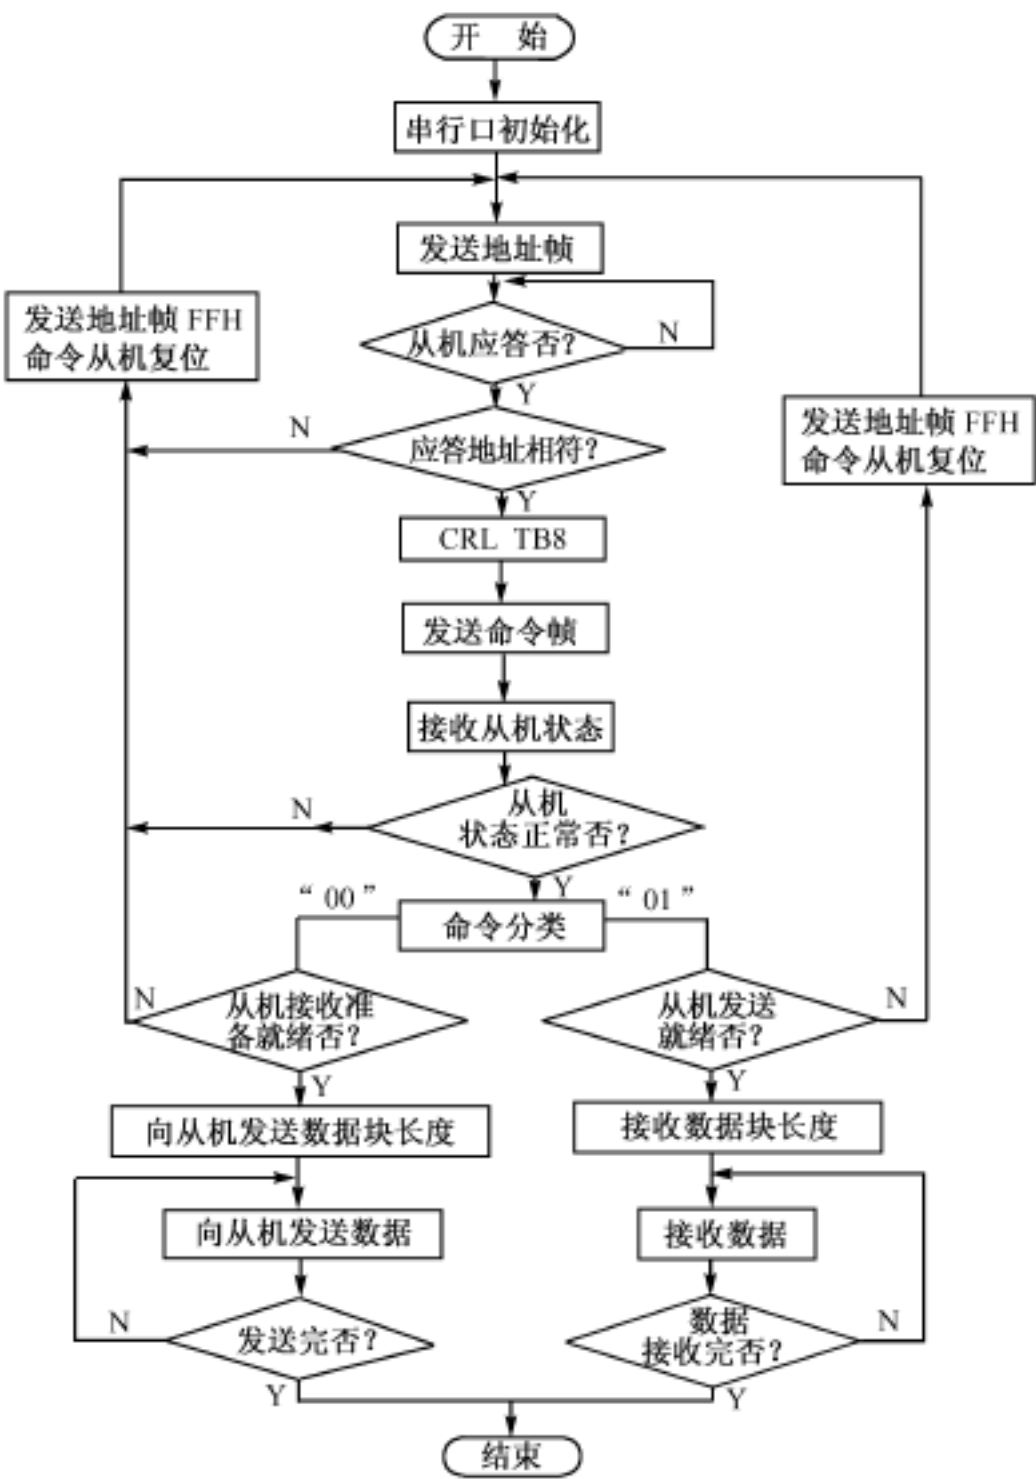 开 始
串行口初始化
发送地址帧
发送地址帧 FFH
命令从机复位
从机应答否？
N
Y
发送地址帧 FFH
命令从机复位
N
应答地址相符？
Y
CRL TB8
发送命令帧
接收从机状态
N
从机
状态正常否？
Y
“00”
命令分类
“01”
N
从机接收准
备就绪否？
Y
从机发送
就绪否？
N
Y
向从机发送数据块长度
接收数据块长度
向从机发送数据
接收数据
N
发送完否？
Y
数据
接收完否？
N
Y
结束